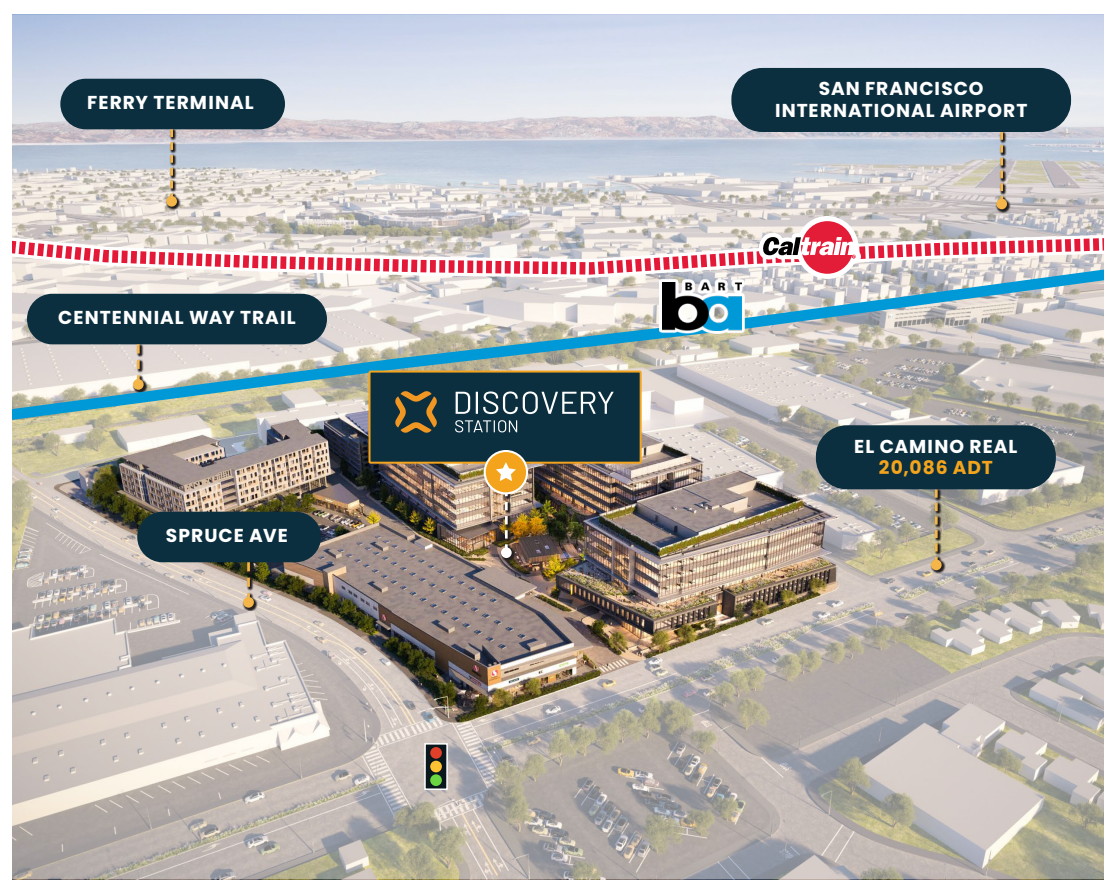 FERRY TERMINAL
SAN FRANCISCO
INTERNATIONAL AIRPORT
Caltrain
BART
ba
CENTENNIAL WAY TRAIL
DISCOVERY
STATION
EL CAMINO REAL
20,086 ADT
SPRUCE AVE